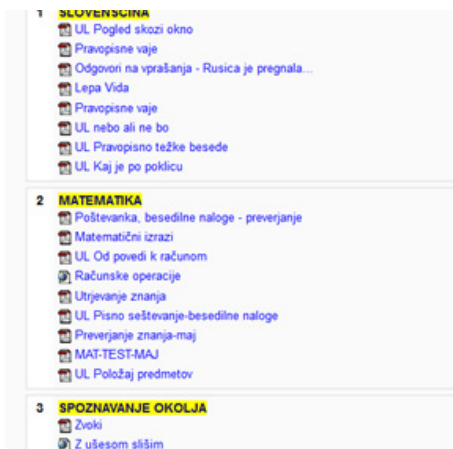 1 SLOVENŠČINA
UL Pogled skozi okno
Pravopisne vaje
Odgovori na vprašanja - Rusica je pregnala...
Lepa Vida
Pravopisne vaje
UL nebo ali ne bo
UL Pravopisno težke besede
UL Kaj je po poklicu
2 MATEMATIKA
Poštevanka, besedilne naloge - preverjanje
Matematični izrazi
UL Od povedi k računom
Računske operacije
Utrjevanje znanja
UL Pisno seštevanje-besedilne naloge
Preverjanje znanja-maj
MAT-TEST-MAJ
UL Položaj predmetov
3 SPOZNAVANJE OKOLJA
Zvoki
Z ušesom slišim